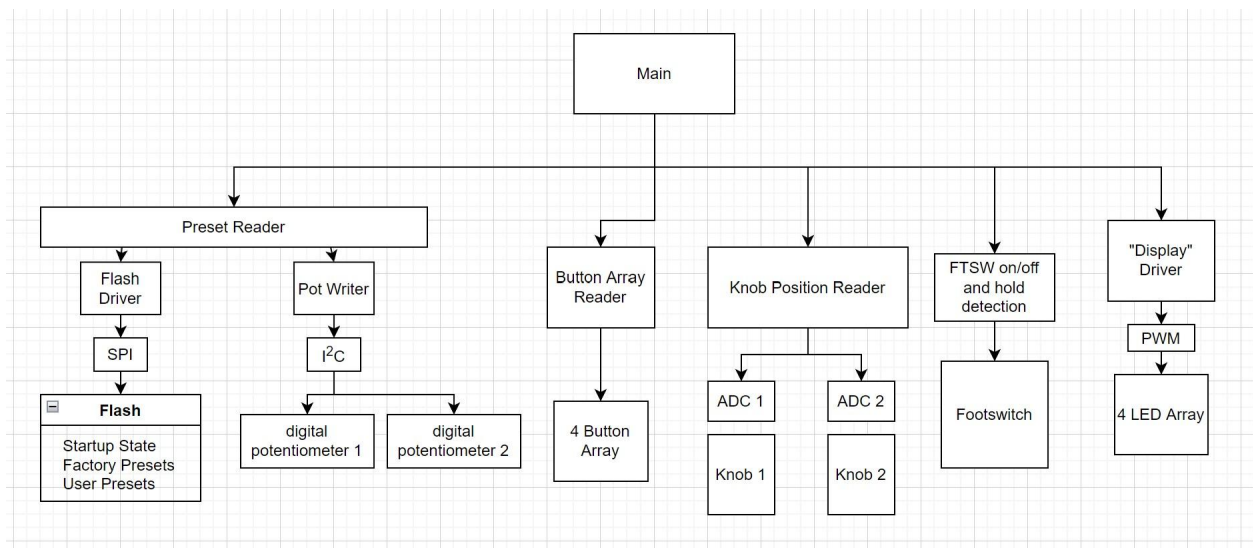 Main
Preset Reader
Flash
Driver
SPI
Flash
Startup State
Factory Presets
User Presets
Pot Writer
I²C
digital
potentiometer 1
digital
potentiometer 2
Button Array
Reader
4 Button
Array
Knob Position Reader
ADC 1
ADC 2
Knob 1
Knob 2
FTSW on/off
and hold
detection
Footswitch
"Display"
Driver
PWM
4 LED Array